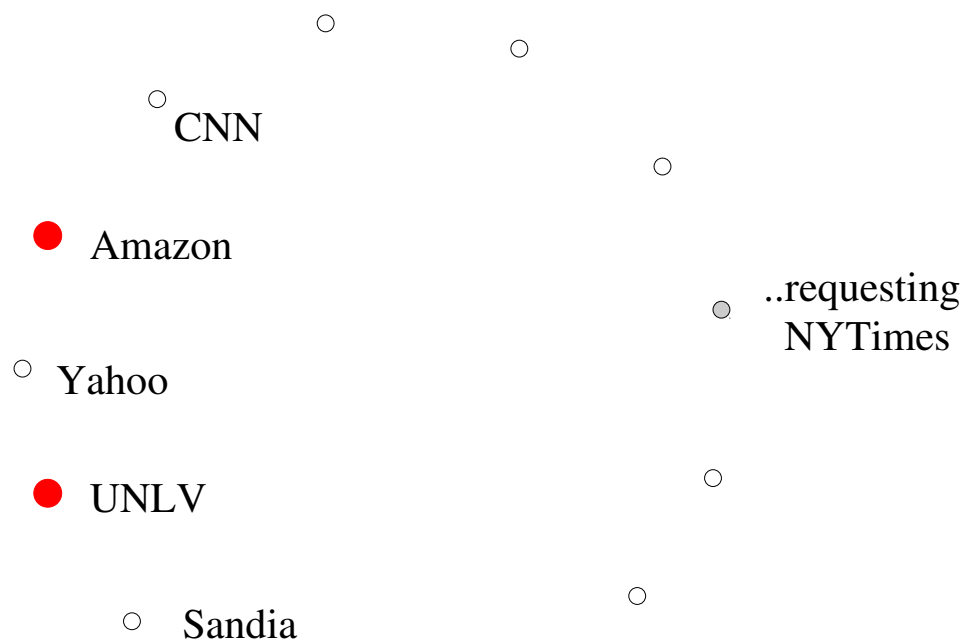 CNN
Amazon
..requesting
NYTimes
Yahoo
UNLV
Sandia